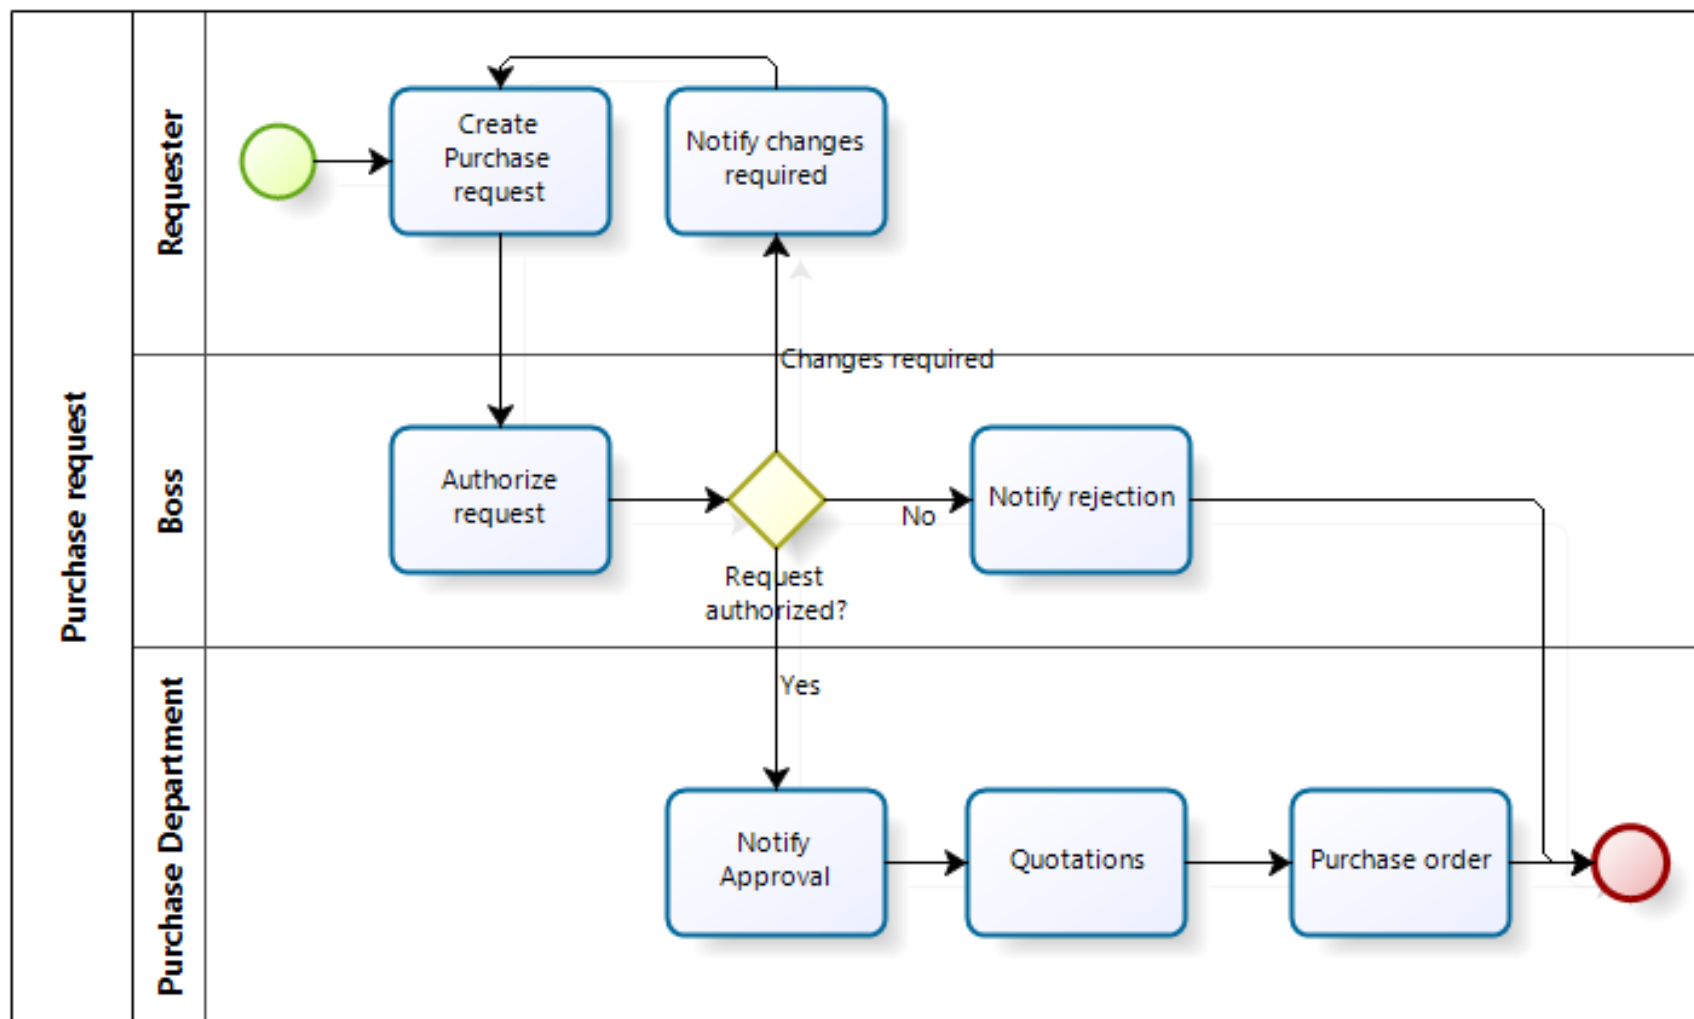 Purchase request
Requester
Create
Purchase
request
Notify changes
required
Changes required
Boss
Authorize
request
Request
authorized?
No
Notify rejection
Yes
Purchase Department
Notify
Approval
Quotations
Purchase order